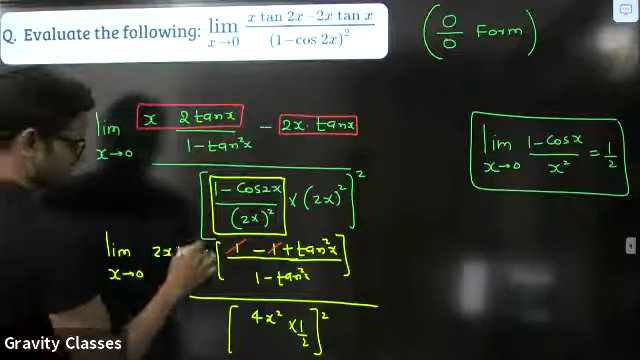 Q. Evaluate the following: lim x→0 (x tan 2x−2x tan x)/(1−cos 2x)²
(0/0 Form)
lim x→0 x 2tanx/(1−tan²x) − 2x·tanx
[(1−Cos2x)/(2x)² × (2x)²]²
lim x→0 (1−Cosx)/x² = 1/2
lim x→0 2x [(1−1+tan²x)/(1−tan²x)]
[4x² × 1/2]²
Gravity Classes